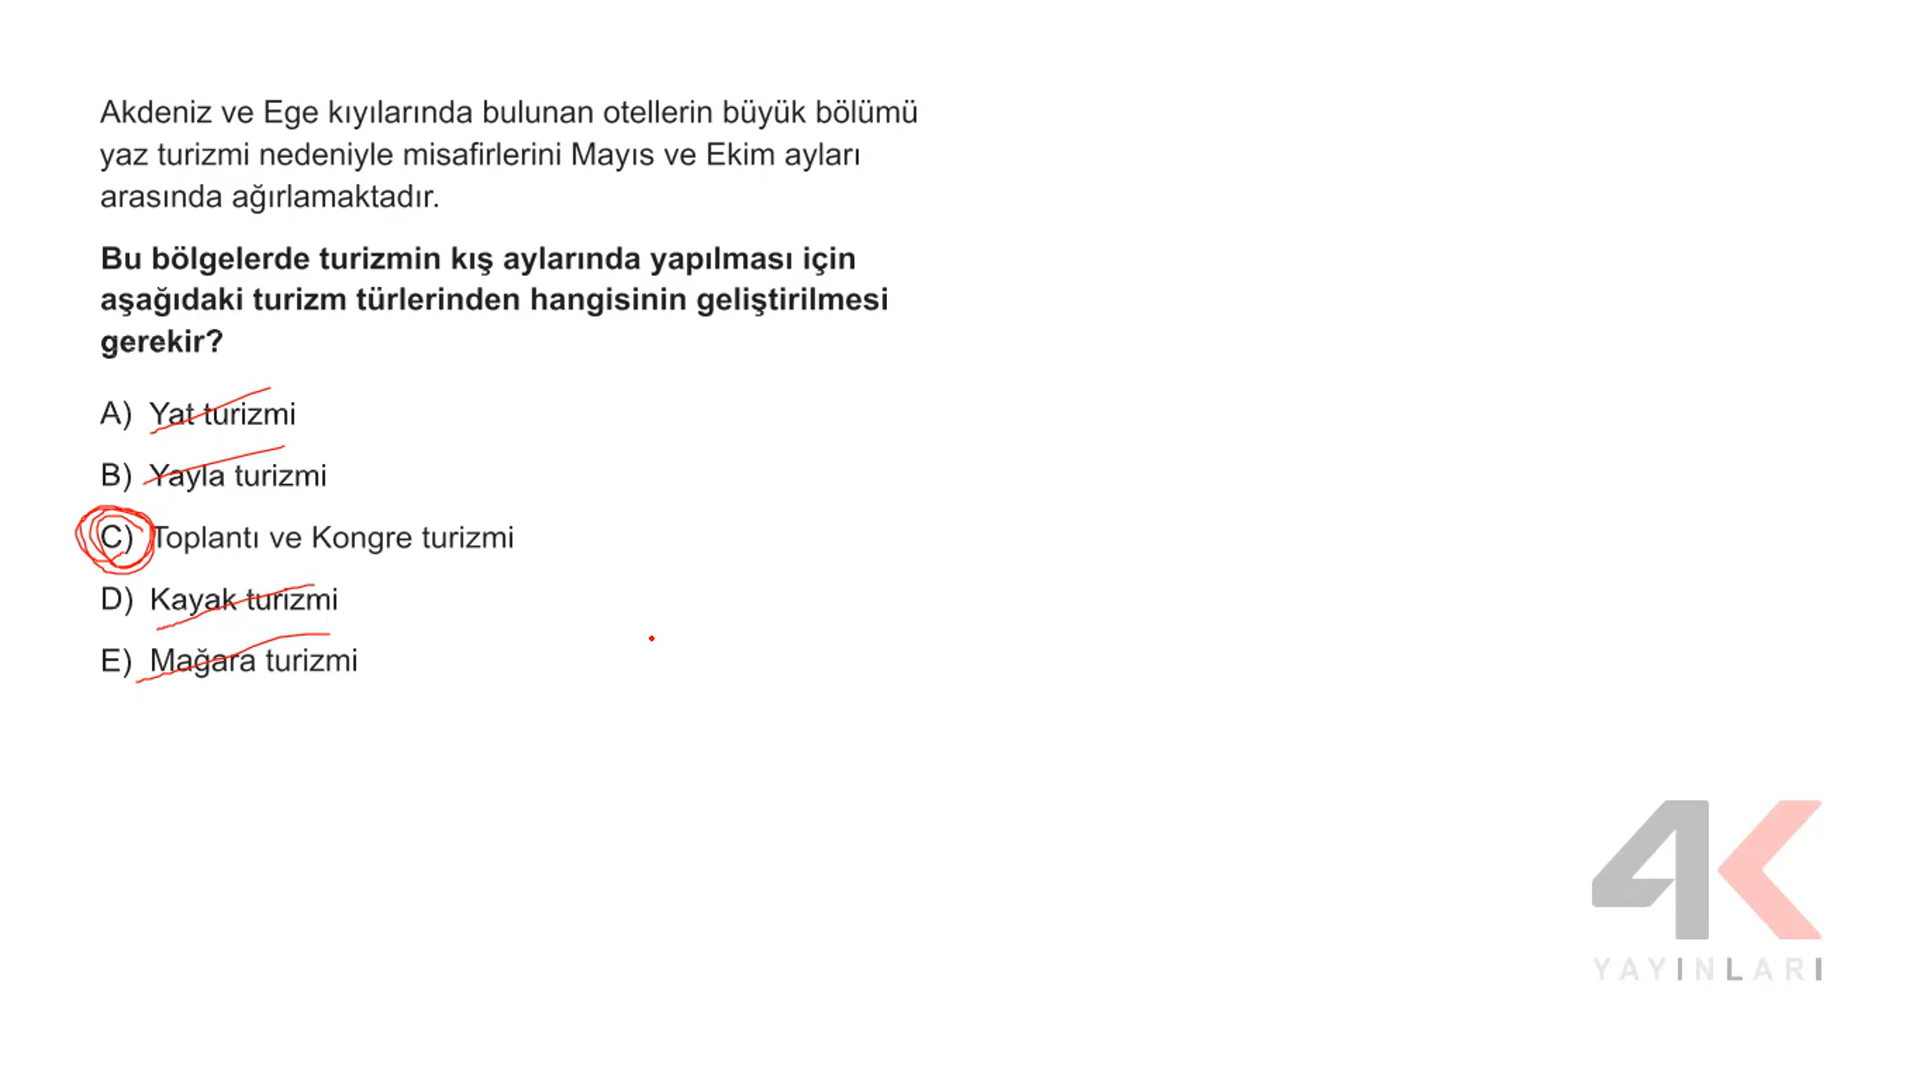 Akdeniz ve Ege kıyılarında bulunan otellerin büyük bölümü
yaz turizmi nedeniyle misafirlerini Mayıs ve Ekim ayları
arasında ağırlamaktadır.
Bu bölgelerde turizmin kış aylarında yapılması için
aşağıdaki turizm türlerinden hangisinin geliştirilmesi
gerekir?
A) Yat turizmi
B) Yayla turizmi
C) Toplantı ve Kongre turizmi
D) Kayak turizmi
E) Mağara turizmi
4K
YAYINLARI